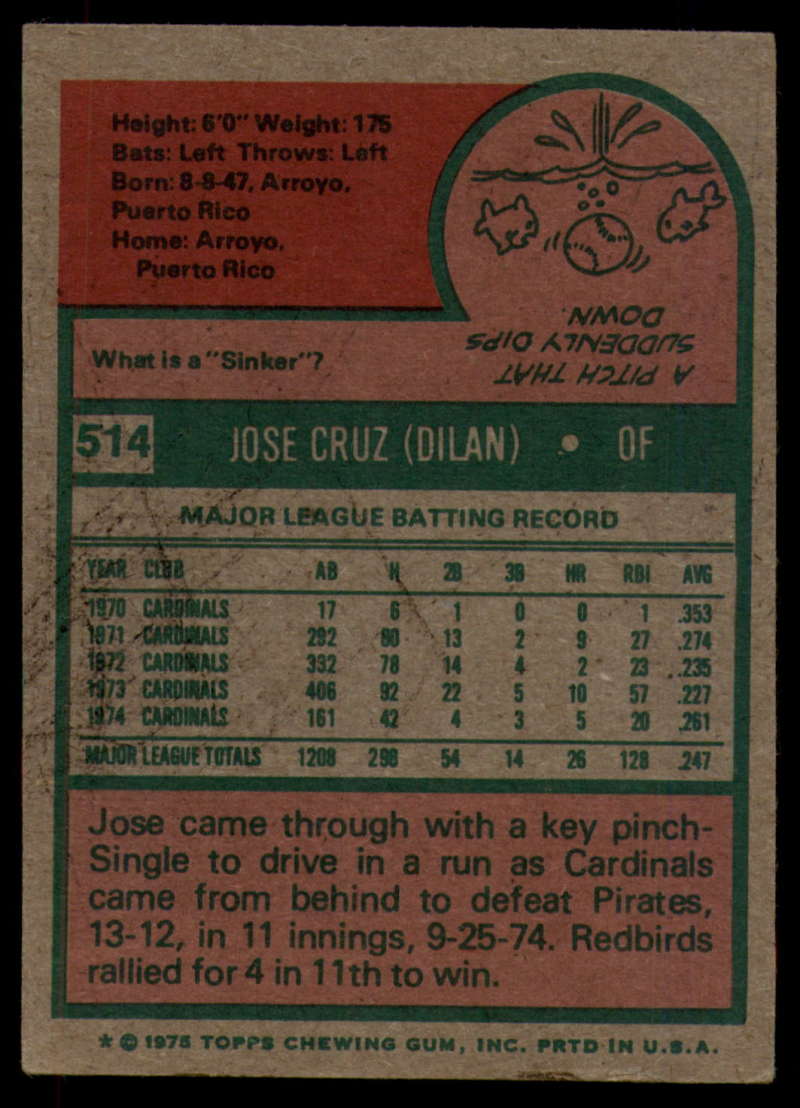 Height: 6'0" Weight: 175
Bats: Left Throws: Left
Born: 8-8-47, Arroyo,
Puerto Rico
Home: Arroyo,
Puerto Rico
What is a "Sinker"?
A PITCH THAT
SUDDENLY DIPS
DOWN.
514 JOSE CRUZ (DILAN) • OF
MAJOR LEAGUE BATTING RECORD
YEAR CLUB AB H 2B 3B HR RBI AVG
1970 CARDINALS 17 6 1 0 0 1 .353
1971 CARDINALS 292 80 13 2 9 27 .274
1972 CARDINALS 332 78 14 4 2 23 .235
1973 CARDINALS 406 92 22 5 10 57 .227
1974 CARDINALS 161 42 4 3 5 20 .261
MAJOR LEAGUE TOTALS 1208 298 54 14 26 128 .247
Jose came through with a key pinch-
Single to drive in a run as Cardinals
came from behind to defeat Pirates,
13-12, in 11 innings, 9-25-74. Redbirds
rallied for 4 in 11th to win.
* © 1975 TOPPS CHEWING GUM, INC. PRTD IN U.S.A.